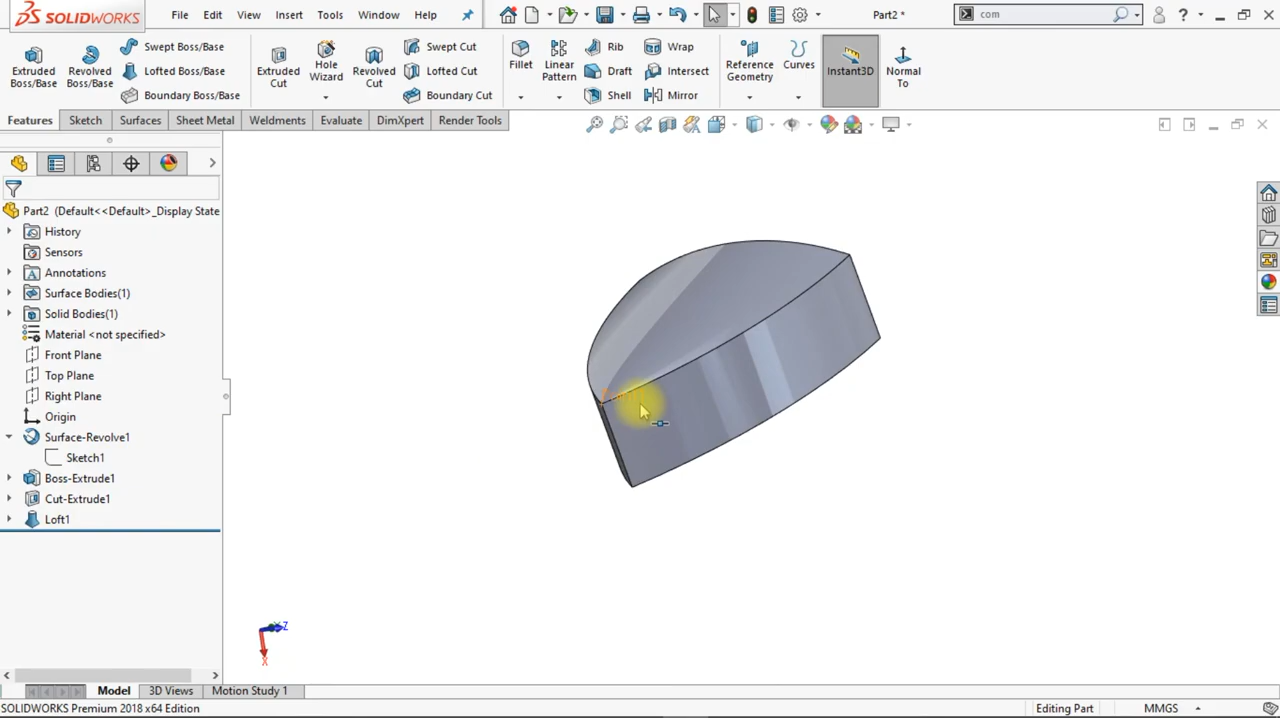 SOLIDWORKS File Edit View Insert Tools Window Help Part2 * com
Extruded Boss/Base
Revolved Boss/Base
Swept Boss/Base
Lofted Boss/Base
Boundary Boss/Base
Extruded Cut
Hole Wizard
Revolved Cut
Swept Cut
Lofted Cut
Boundary Cut
Fillet
Linear Pattern
Rib
Draft
Shell
Wrap
Intersect
Mirror
Reference Geometry
Curves
Instant3D
Normal To
Features Sketch Surfaces Sheet Metal Weldments Evaluate DimXpert Render Tools
Part2 (Default<<Default>_Display State
History
Sensors
Annotations
Surface Bodies(1)
Solid Bodies(1)
Material <not specified>
Front Plane
Top Plane
Right Plane
Origin
Surface-Revolve1
Sketch1
Boss-Extrude1
Cut-Extrude1
Loft1
Z
X
Model 3D Views Motion Study 1
SOLIDWORKS Premium 2018 x64 Edition Editing Part MMGS